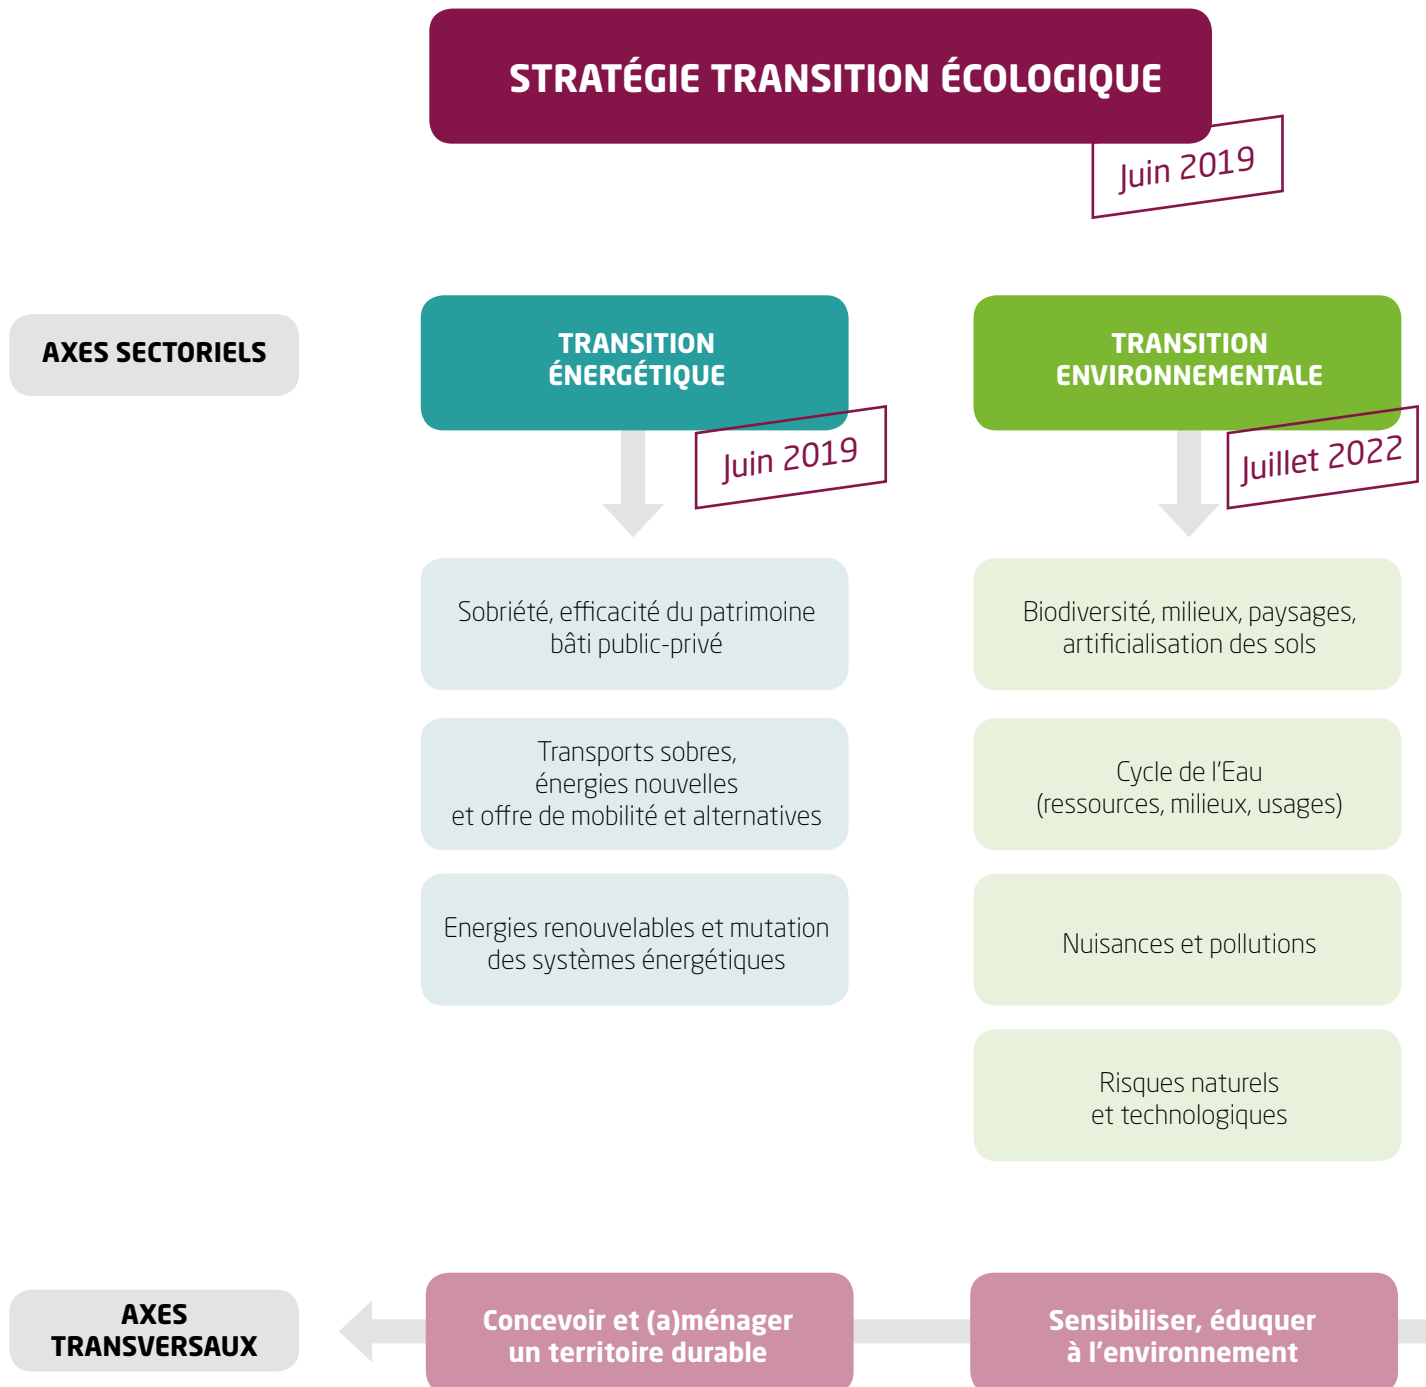 STRATÉGIE TRANSITION ÉCOLOGIQUE
Juin 2019
AXES SECTORIELS
TRANSITION
ÉNERGÉTIQUE
Juin 2019
Sobriété, efficacité du patrimoine
bâti public-privé
Transports sobres,
énergies nouvelles
et offre de mobilité et alternatives
Energies renouvelables et mutation
des systèmes énergétiques
TRANSITION
ENVIRONNEMENTALE
Juillet 2022
Biodiversité, milieux, paysages,
artificialisation des sols
Cycle de l'Eau
(ressources, milieux, usages)
Nuisances et pollutions
Risques naturels
et technologiques
AXES
TRANSVERSAUX
Concevoir et (a)ménager
un territoire durable
Sensibiliser, éduquer
à l'environnement